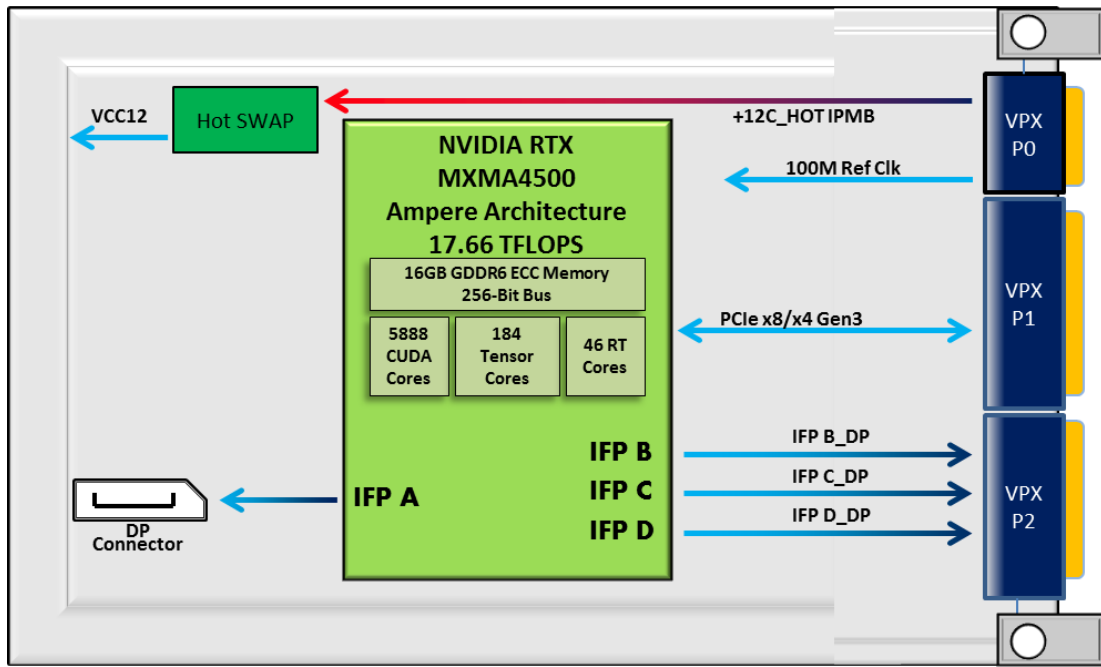 VCC12
Hot SWAP
+12C_HOT IPMB
VPX
P0
100M Ref Clk
NVIDIA RTX
MXMA4500
Ampere Architecture
17.66 TFLOPS
16GB GDDR6 ECC Memory
256-Bit Bus
5888
CUDA
Cores
184
Tensor
Cores
46 RT
Cores
PCIe x8/x4 Gen3
VPX
P1
IFP B
IFP B_DP
IFP C
IFP C_DP
IFP D
IFP D_DP
VPX
P2
IFP A
DP
Connector